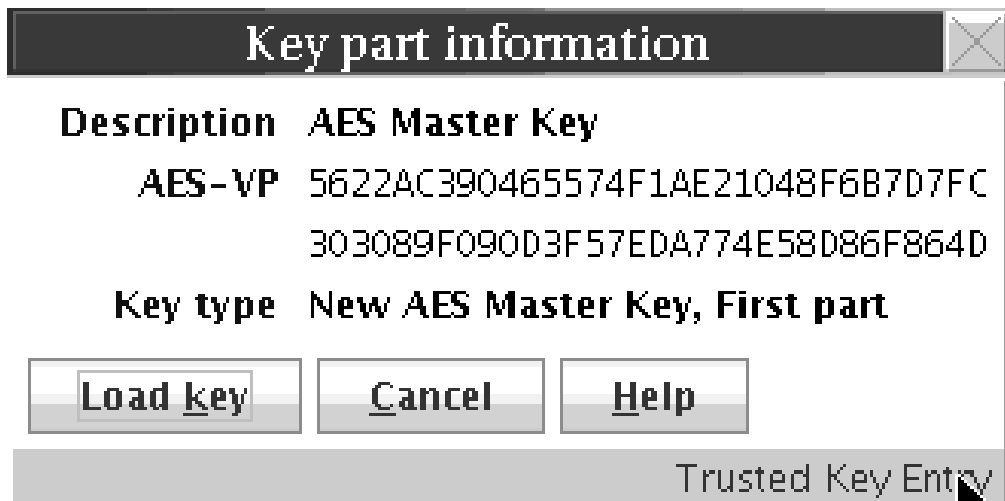 Key part information
Description AES Master Key
AES-VP 5622AC390465574F1AE21048F6B7D7FC
303089F090D3F57EDA774E58D86F864D
Key type New AES Master Key, First part
Load key Cancel Help
Trusted Key Entry